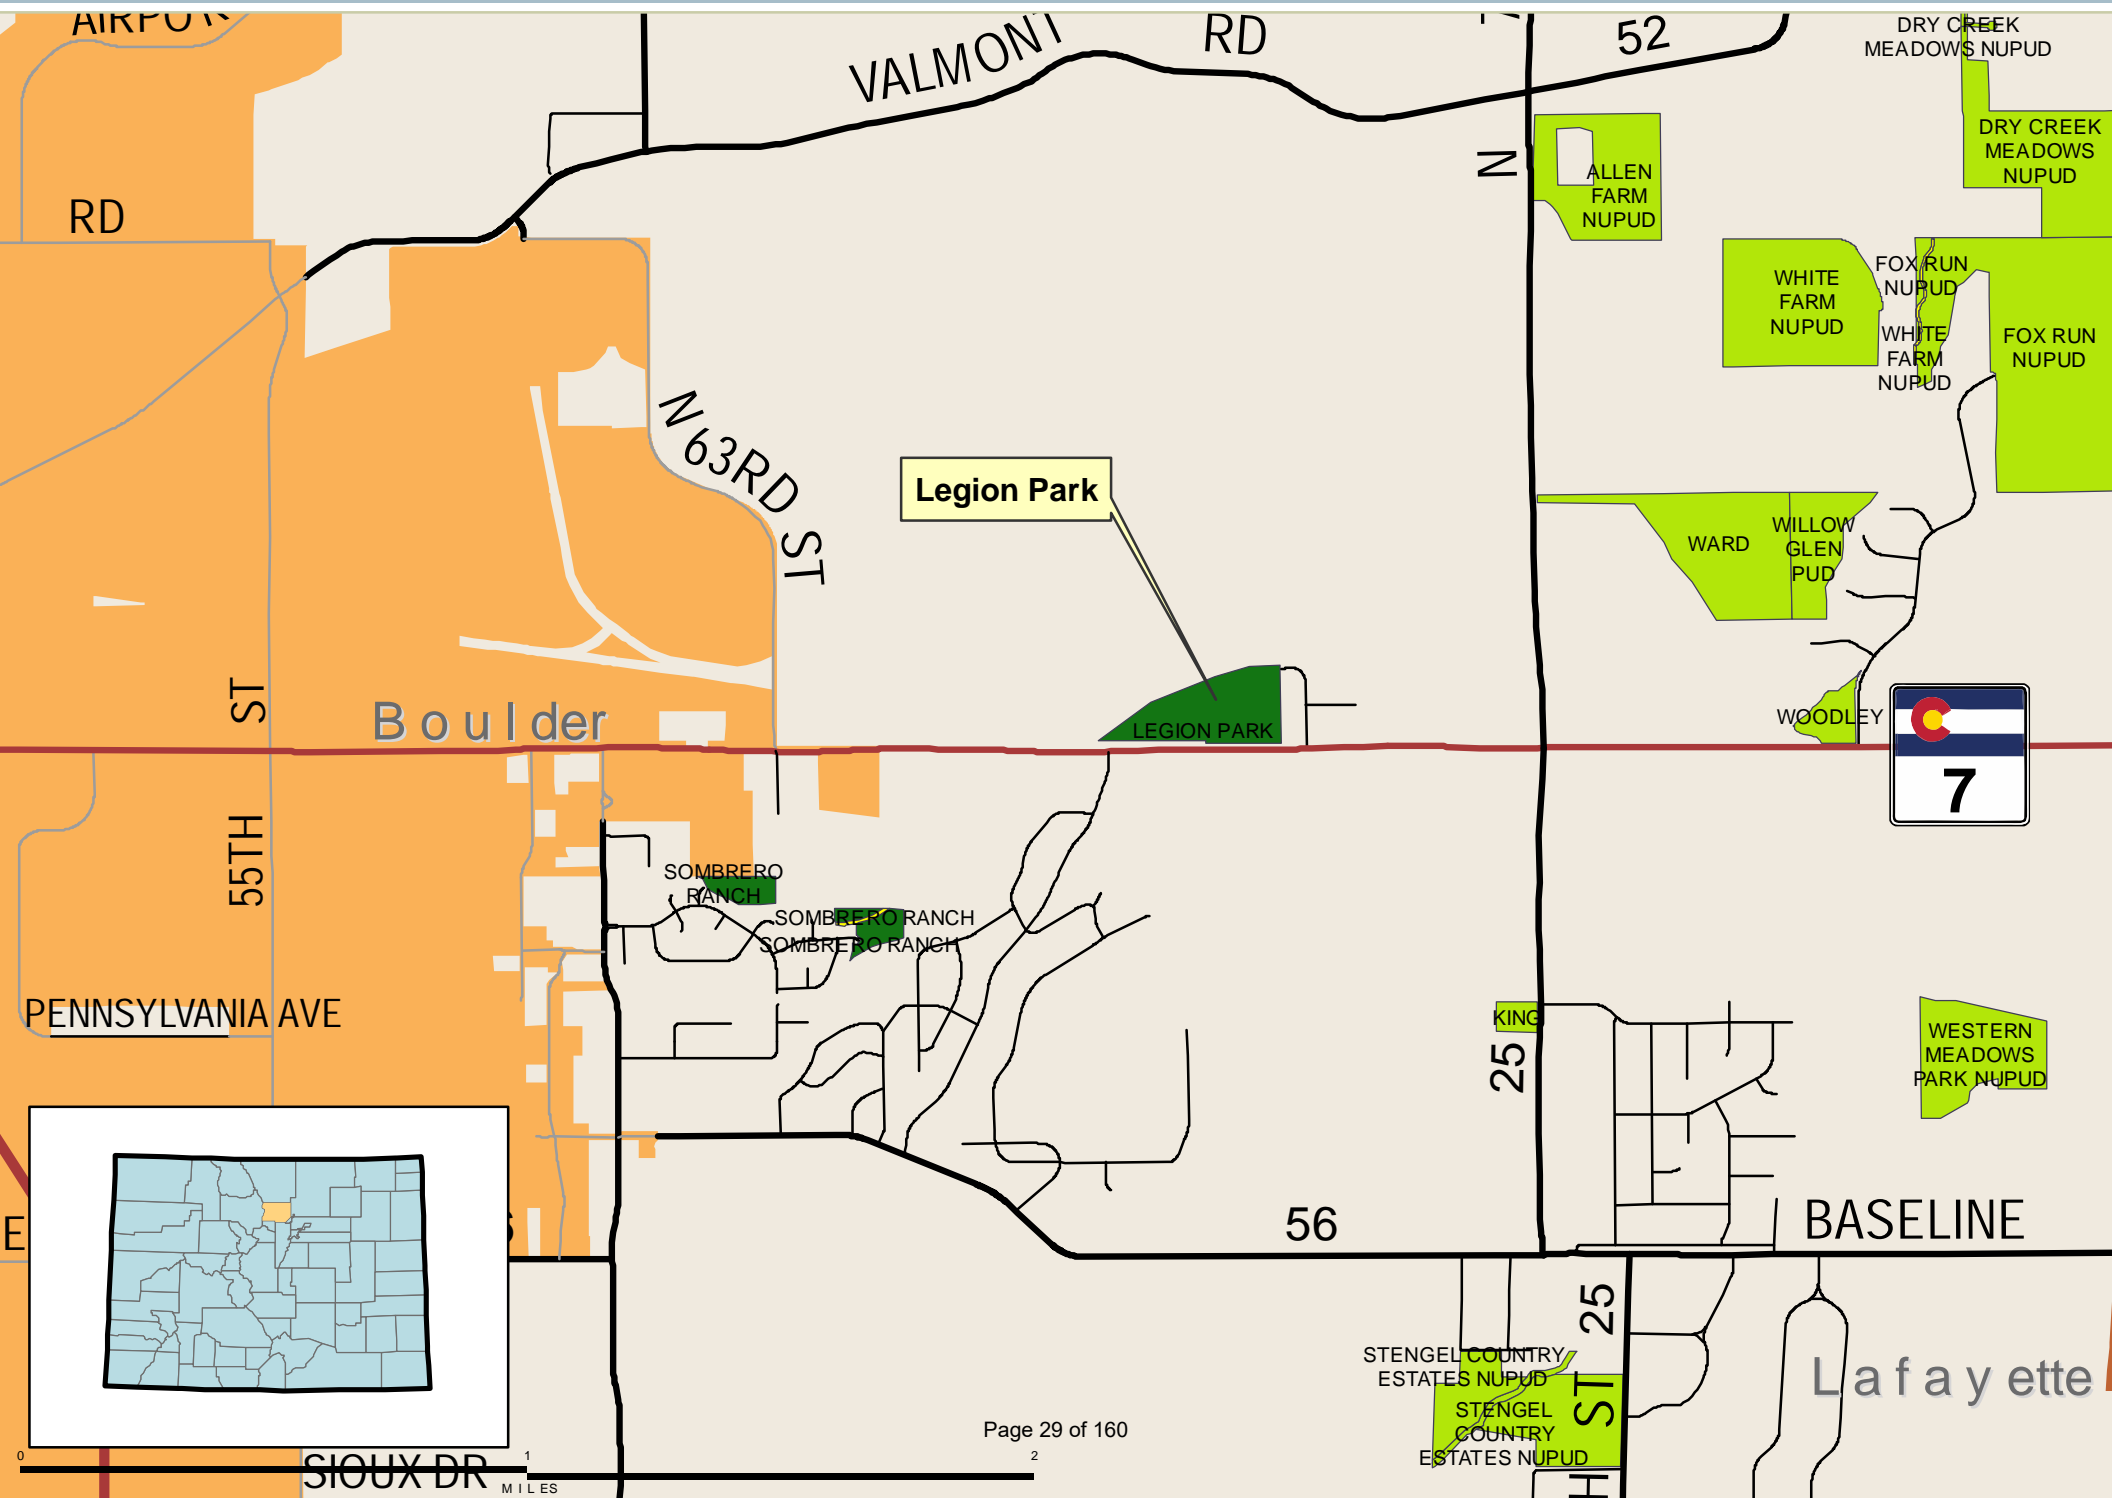 VALMONT
RD
52
DRY CREEK
MEADOWS NUPUD
DRY CREEK
MEADOWS
NUPUD
N
ALLEN
FARM
NUPUD
RD
WHITE
FARM
NUPUD
FOX RUN
NUPUD
WHITE
FARM
NUPUD
FOX RUN
NUPUD
N 63RD ST
Legion Park
WARD
WILLOW
GLEN
PUD
ST
Boulder
LEGION PARK
WOODLEY
7
55TH
SOMBRERO
RANCH
SOMBRERO RANCH
SOMBRERO RANCH
PENNSYLVANIA AVE
KING
25
WESTERN
MEADOWS
PARK NUPUD
E
56
BASELINE
25
STENGEL COUNTRY
ESTATES NUPUD
ST
Lafayette
STENGEL
COUNTRY
ESTATES NUPUD
Page 29 of 160
0
1
2
SIOUX DR
MILES
H